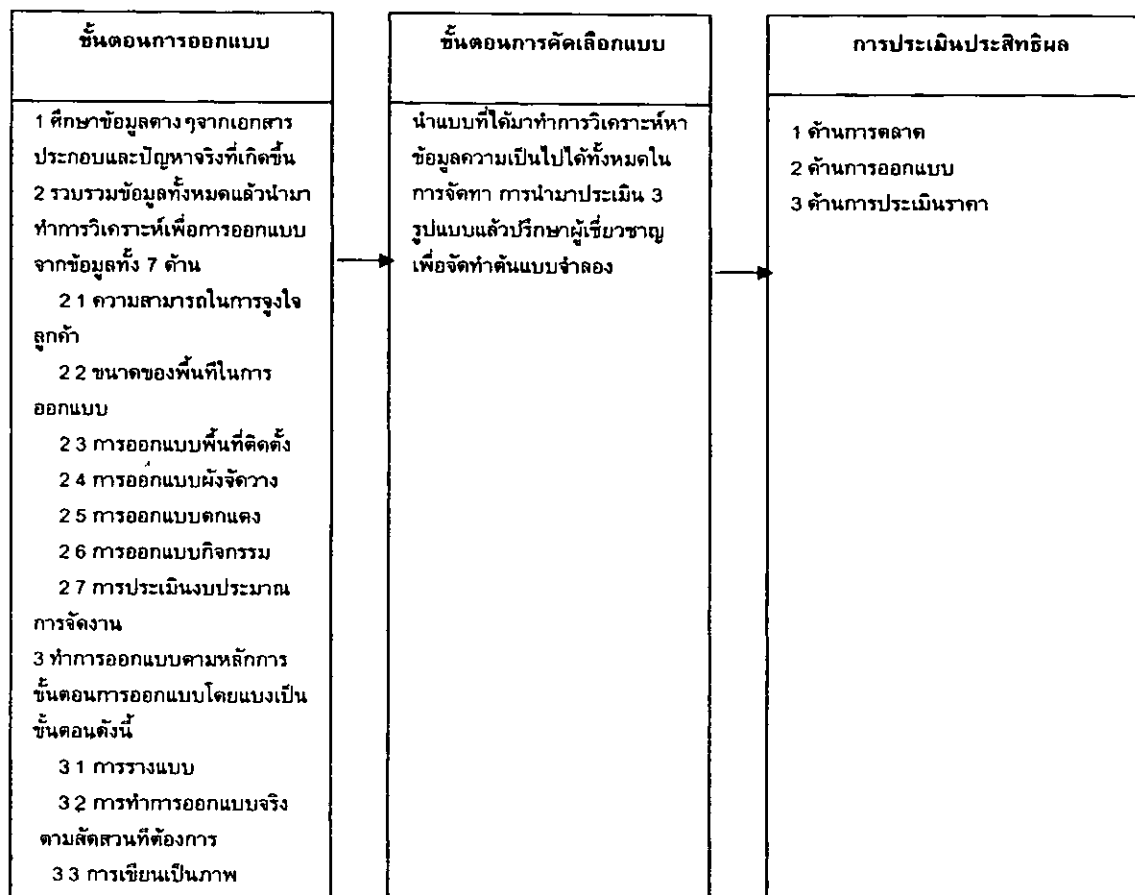 ขั้นตอนการออกแบบ
1 ศึกษาข้อมูลตางๆจากเอกสาร
ประกอบและปัญหาจริงที่เกิดขึ้น
2 รวบรวมข้อมูลทั้งหมดแล้วนำมา
ทำการวิเคราะห์เพื่อการออกแบบ
จากข้อมูลทั้ง 7 ด้าน
2 1 ความสามารถในการจูงใจ
ลูกค้า
2 2 ขนาดของพื้นที่ในการ
ออกแบบ
2 3 การออกแบบพื้นที่ติดตั้ง
2 4 การออกแบบผังจัดวาง
2 5 การออกแบบตกแตง
2 6 การออกแบบกิจกรรม
2 7 การประเมินงบประมาณ
การจัดงาน
3 ทำการออกแบบตามหลักการ
ขั้นตอนการออกแบบโดยแบงเป็น
ขั้นตอนดังนี้
3 1 การรางแบบ
3 2 การทำการออกแบบจริง
ตามสัดสวนที่ต้องการ
3 3 การเขียนเป็นภาพ
ขั้นตอนการคัดเลือกแบบ
นำแบบที่ได้มาทำการวิเคราะห์หา
ข้อมูลความเป็นไปได้ทั้งหมดใน
การจัดทา การนำมาประเมิน 3
รูปแบบแล้วปรึกษาผู้เชี่ยวชาญ
เพื่อจัดทำต้นแบบจำลอง
การประเมินประสิทธิผล
1 ด้านการตลาด
2 ด้านการออกแบบ
3 ด้านการประเมินราคา